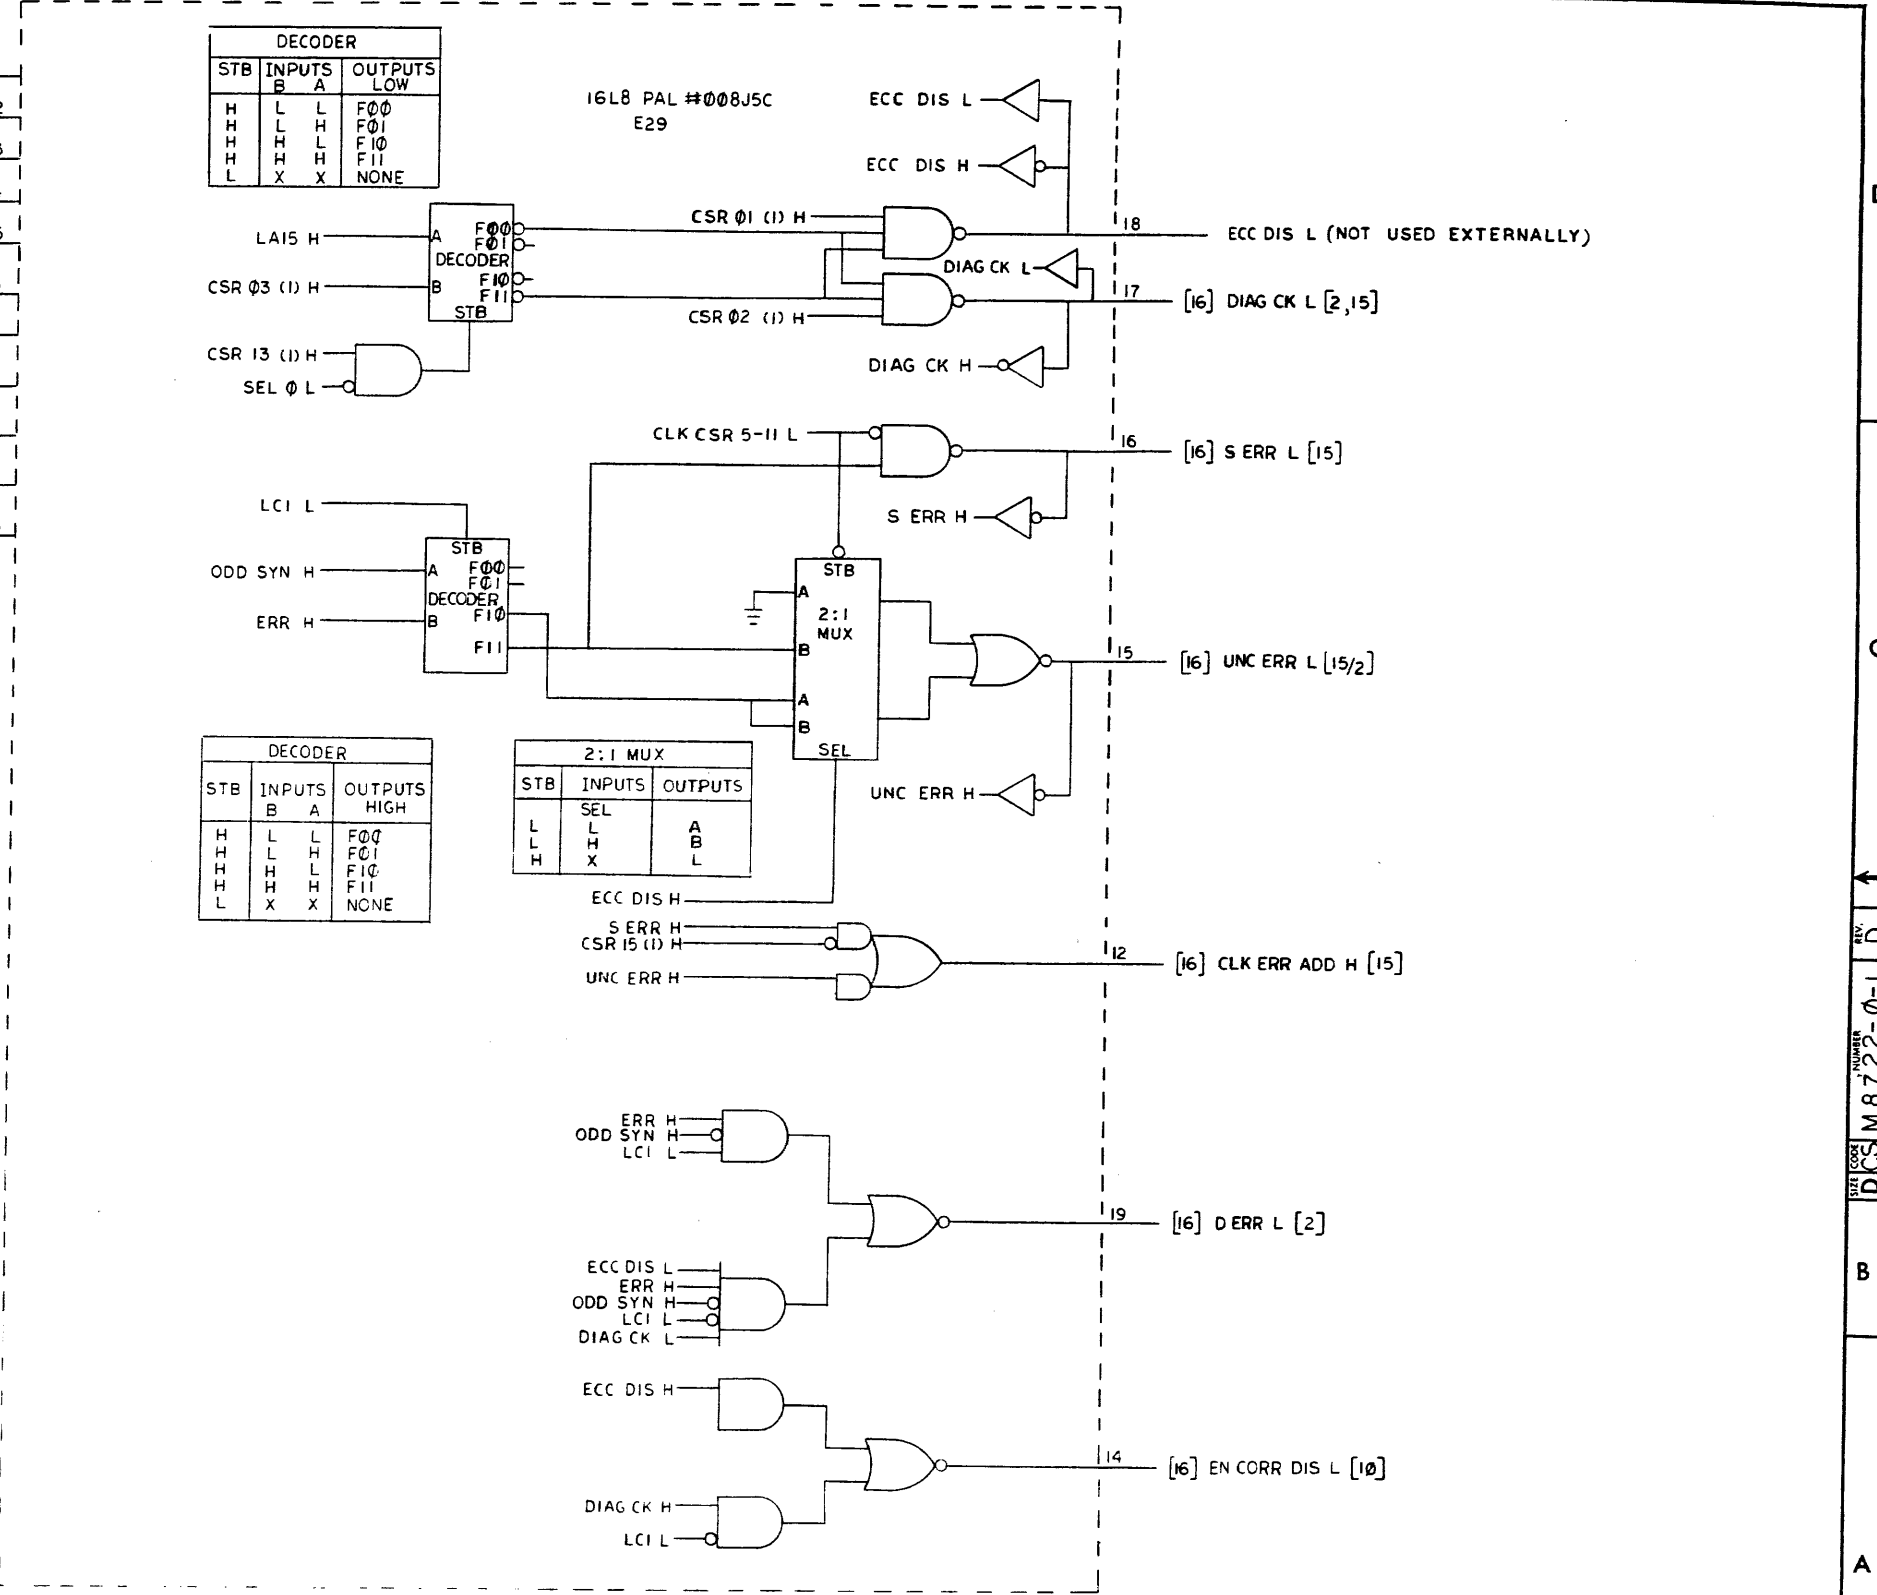 DECODER
STB INPUTS OUTPUTS
B A LOW
H L L FØØ
H L H FØ1
H H L F1Ø
H H H F11
L X X NONE
16L8 PAL #ØØ8J5C
E29
ECC DIS L
ECC DIS H
CSR Ø1 (1) H
LA15 H
A FØØ
FØ1
DECODER
CSR Ø3 (1) H
B F1Ø
F11
STB
18
ECC DIS L (NOT USED EXTERNALLY)
DIAG CK L
17
[16] DIAG CK L [2,15]
CSR Ø2 (1) H
CSR 13 (1) H
SEL Ø L
DIAG CK H
CLK CSR 5-11 L
16
[16] S ERR L [15]
S ERR H
LCI L
STB
ODD SYN H
A FØØ
FØ1
DECODER
ERR H
B F1Ø
F11
STB
A
2:1
MUX
B
A
B
SEL
15
[16] UNC ERR L [15/2]
UNC ERR H
DECODER
STB INPUTS OUTPUTS
B A HIGH
H L L FØØ
H L H FØ1
H H L F1Ø
H H H F11
L X X NONE
2:1 MUX
STB INPUTS OUTPUTS
SEL
L L A
L H B
H X L
ECC DIS H
S ERR H
CSR 15 (1) H
UNC ERR H
12
[16] CLK ERR ADD H [15]
ERR H
ODD SYN H
LCI L
19
[16] D ERR L [2]
ECC DIS L
ERR H
ODD SYN H
LCI L
DIAG CK L
ECC DIS H
14
[16] EN CORR DIS L [1Ø]
DIAG CK H
LCI L
B
A
SIZE CODE NUMBER REV.
D CS M8722-Ø-1 D